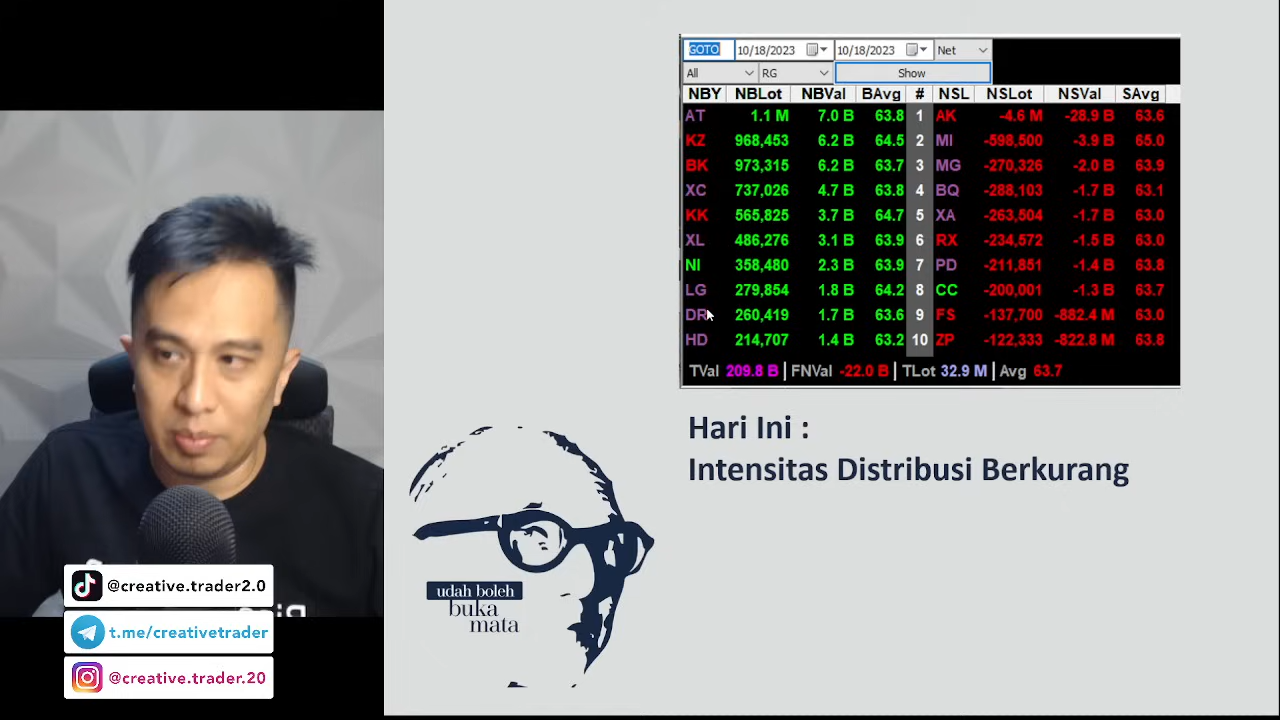 GOTO 10/18/2023 10/18/2023 Net
All RG Show
NBY NBLot NBVal BAvg # NSL NSLot NSVal SAvg
AT 1.1 M 7.0 B 63.8 1 AK -4.6 M -28.9 B 63.6
KZ 968,453 6.2 B 64.5 2 MI -598,500 -3.9 B 65.0
BK 973,315 6.2 B 63.7 3 MG -270,326 -2.0 B 63.9
XC 737,026 4.7 B 63.8 4 BQ -288,103 -1.7 B 63.1
KK 565,825 3.7 B 64.7 5 XA -263,504 -1.7 B 63.0
XL 486,276 3.1 B 63.9 6 RX -234,572 -1.5 B 63.0
NI 358,480 2.3 B 63.9 7 PD -211,851 -1.4 B 63.8
LG 279,854 1.8 B 64.2 8 CC -200,001 -1.3 B 63.7
DR 260,419 1.7 B 63.6 9 FS -137,700 -882.4 M 63.0
HD 214,707 1.4 B 63.2 10 ZP -122,333 -822.8 M 63.8
TVal 209.8 B | FNVal -22.0 B | TLot 32.9 M | Avg 63.7
Hari Ini :
Intensitas Distribusi Berkurang
udah boleh
buka
mata
@creative.trader2.0
t.me/creativetrader
@creative.trader.20